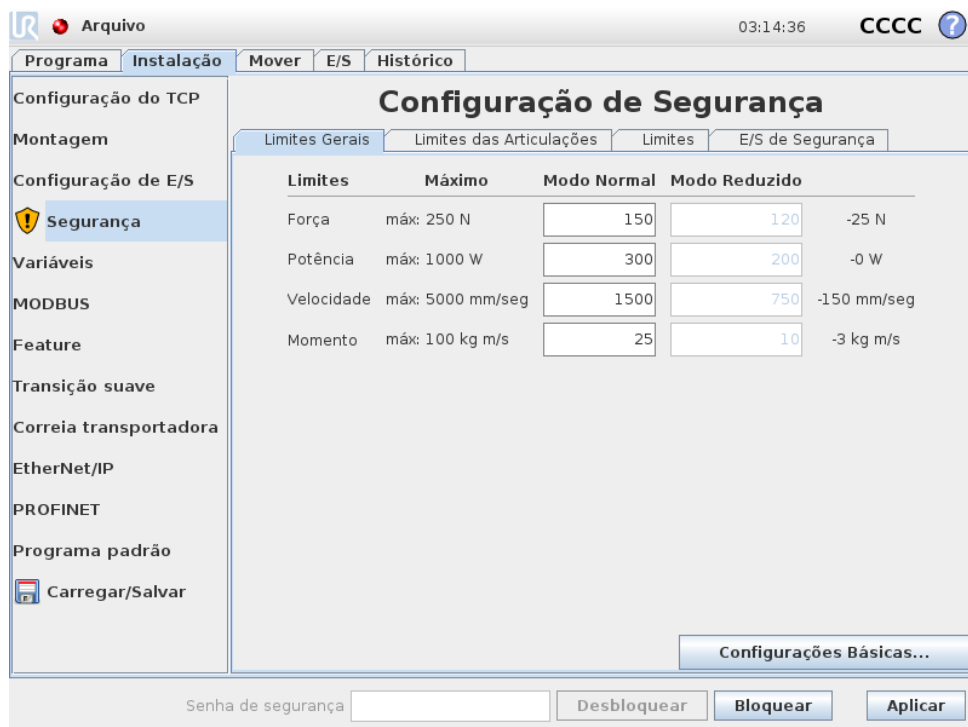 UR Arquivo 03:14:36 CCCC ?
Programa Instalação Mover E/S Histórico
Configuração do TCP
Montagem
Configuração de E/S
Segurança
Variáveis
MODBUS
Feature
Transição suave
Correia transportadora
EtherNet/IP
PROFINET
Programa padrão
Carregar/Salvar
Configuração de Segurança
Limites Gerais Limites das Articulações Limites E/S de Segurança
Limites Máximo Modo Normal Modo Reduzido
Força máx: 250 N 150 120 -25 N
Potência máx: 1000 W 300 200 -0 W
Velocidade máx: 5000 mm/seg 1500 750 -150 mm/seg
Momento máx: 100 kg m/s 25 10 -3 kg m/s
Configurações Básicas...
Senha de segurança Desbloquear Bloquear Aplicar